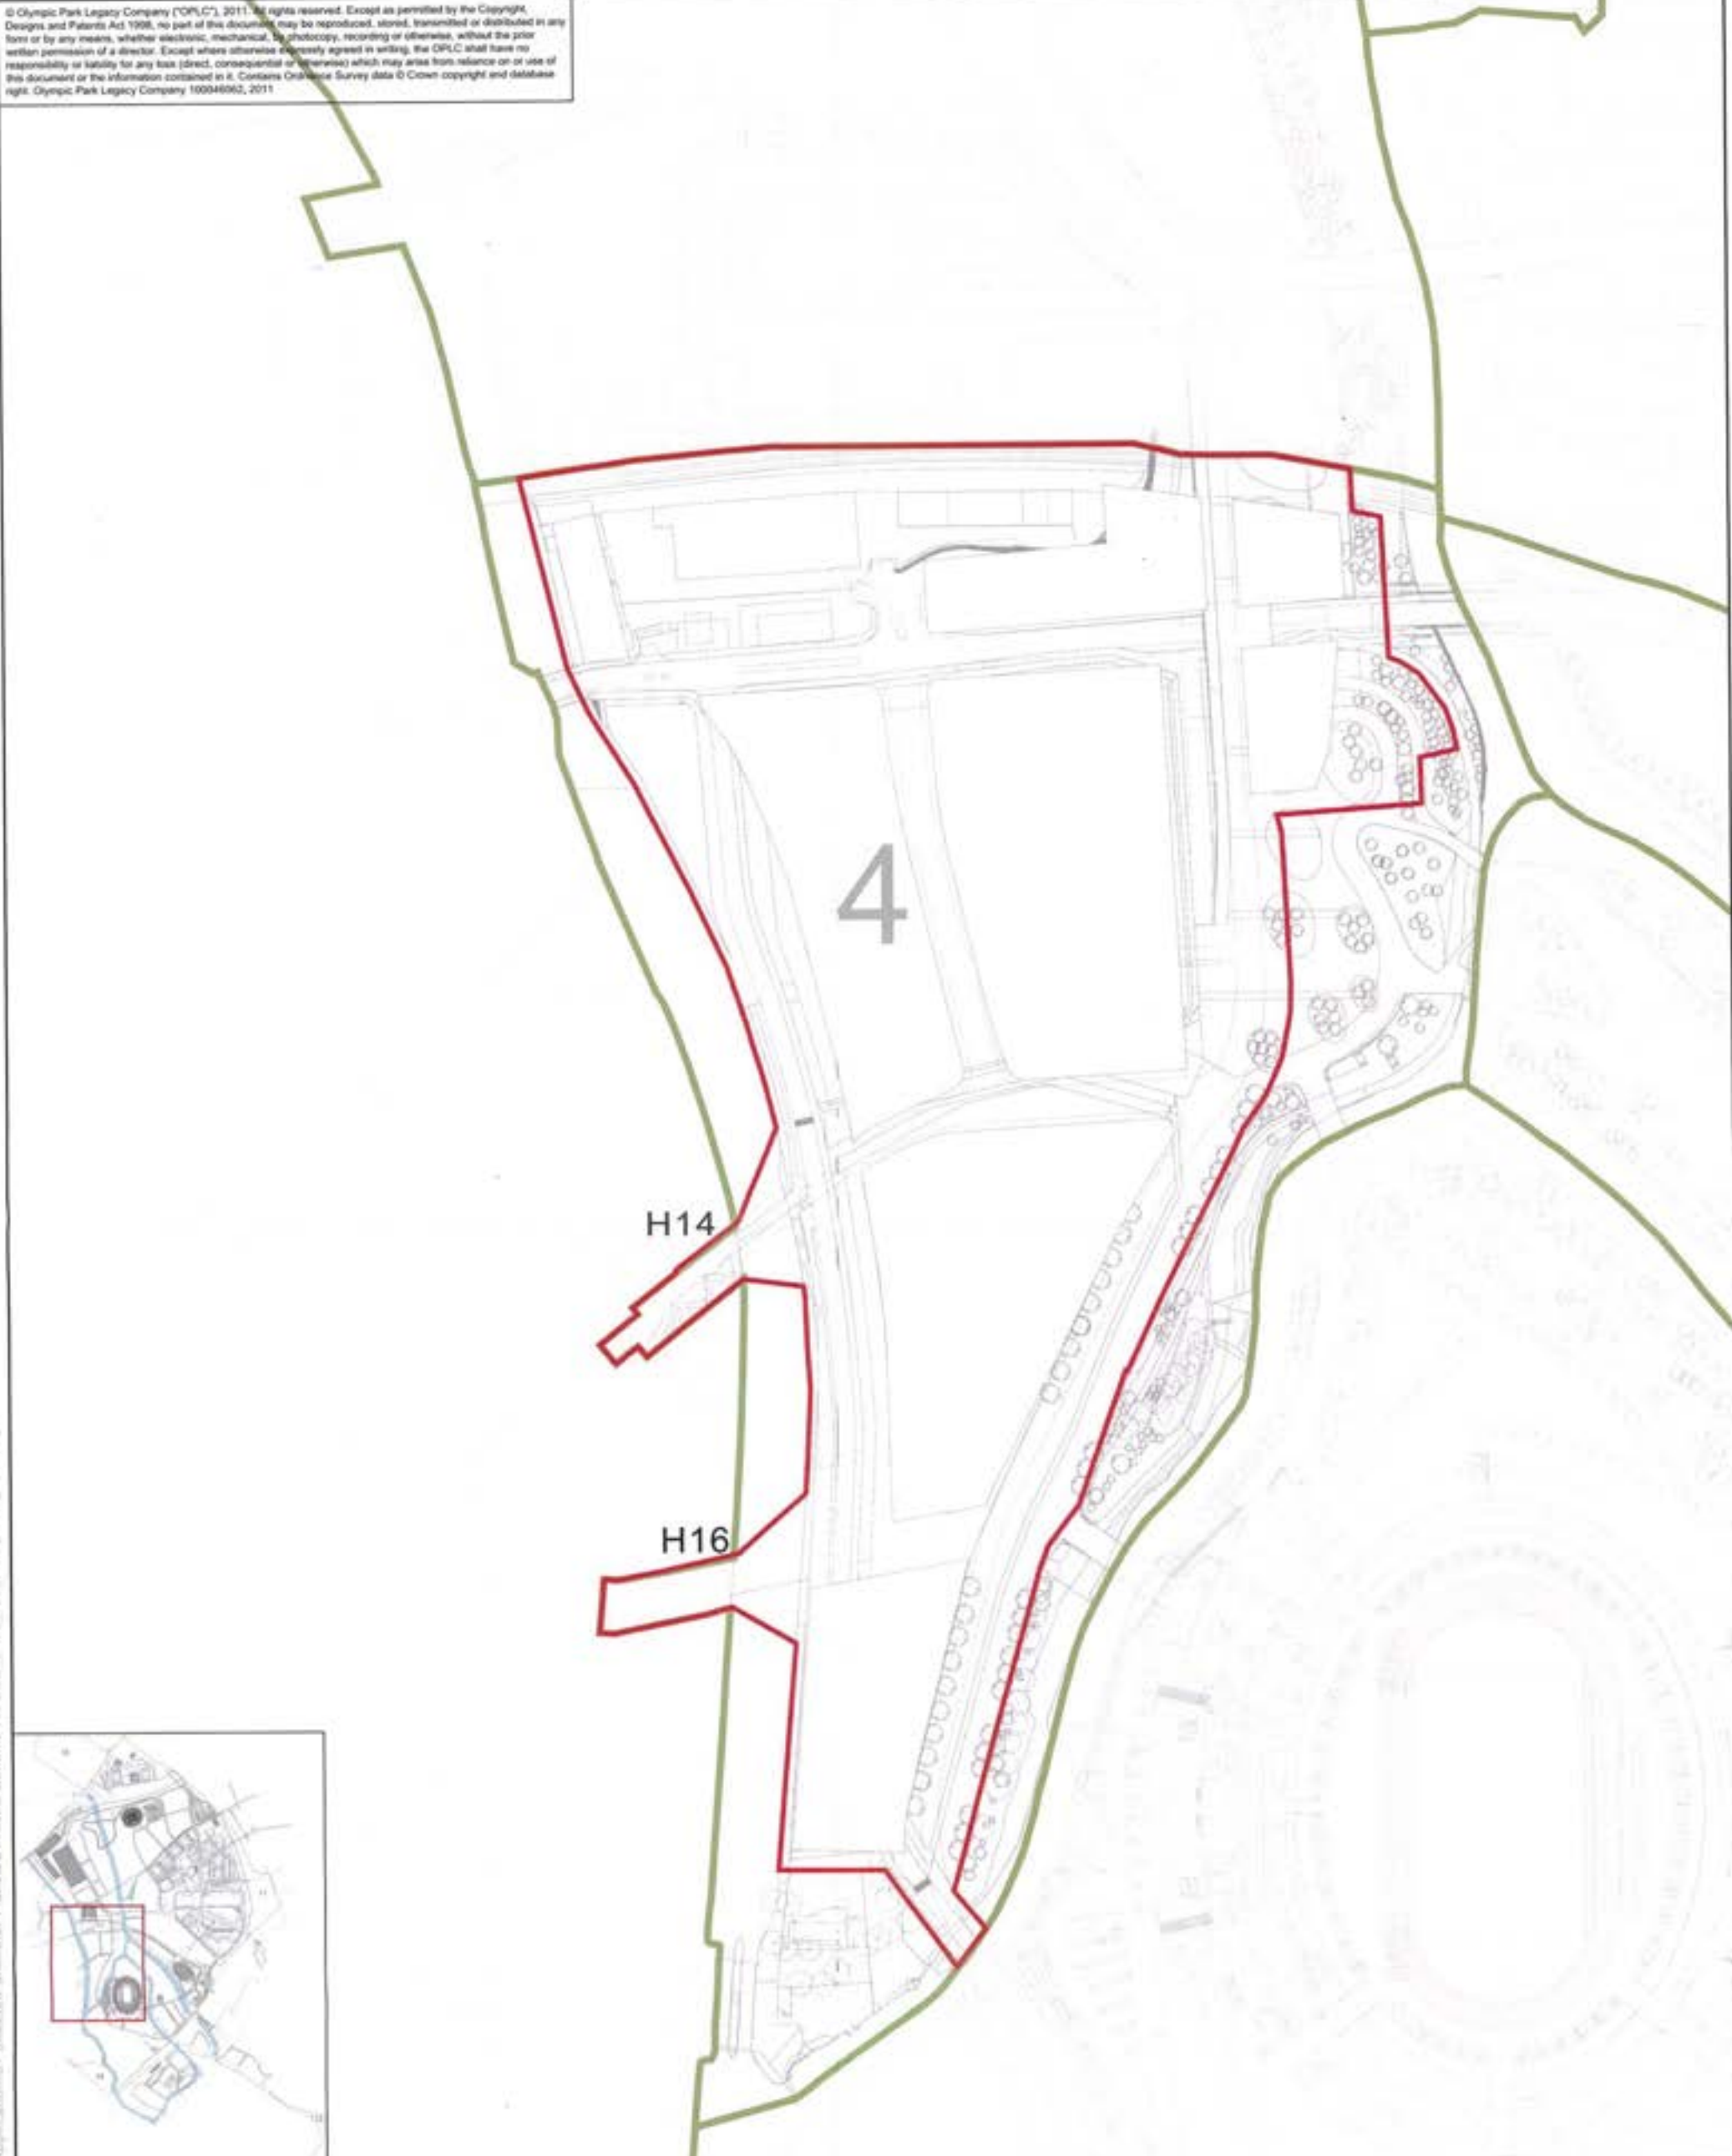 © Olympic Park Legacy Company ("OPLC"), 2011. All rights reserved. Except as permitted by the Copyright,
Designs and Patents Act 1998, no part of this document may be reproduced, stored, transmitted or distributed in any
form or by any means, whether electronic, mechanical, by photocopy, recording or otherwise, without the prior
written permission of a director. Except where otherwise expressly agreed in writing, the OPLC shall have no
responsibility or liability for any loss (direct, consequential or otherwise) which may arise from reliance on or use of
this document or the information contained in it. Contains Ordnance Survey data © Crown copyright and database
right. Olympic Park Legacy Company 100046062, 2011
4
H14
H16